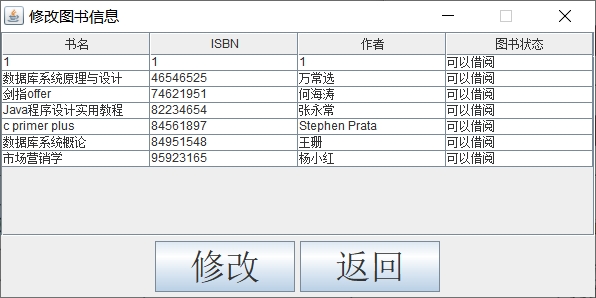 修改图书信息
书名 ISBN 作者 图书状态
1 1 1 可以借阅
数据库系统原理与设计 46546525 万常选 可以借阅
剑指offer 74621951 何海涛 可以借阅
Java程序设计实用教程 82234654 张永常 可以借阅
c primer plus 84561897 Stephen Prata 可以借阅
数据库系统概论 84951548 王珊 可以借阅
市场营销学 95923165 杨小红 可以借阅
修改 返回